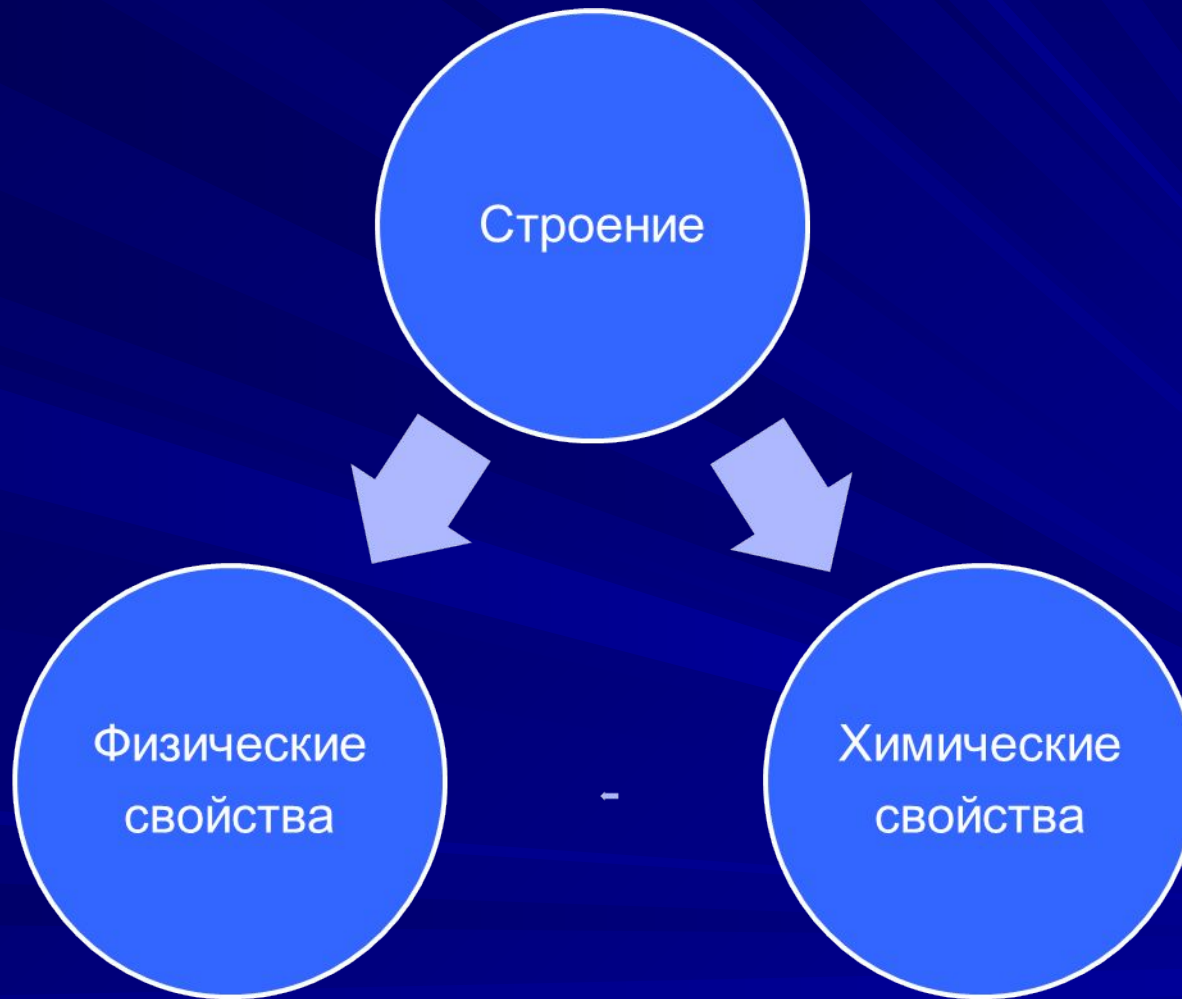 Строение
Физические
свойства
Химические
свойства